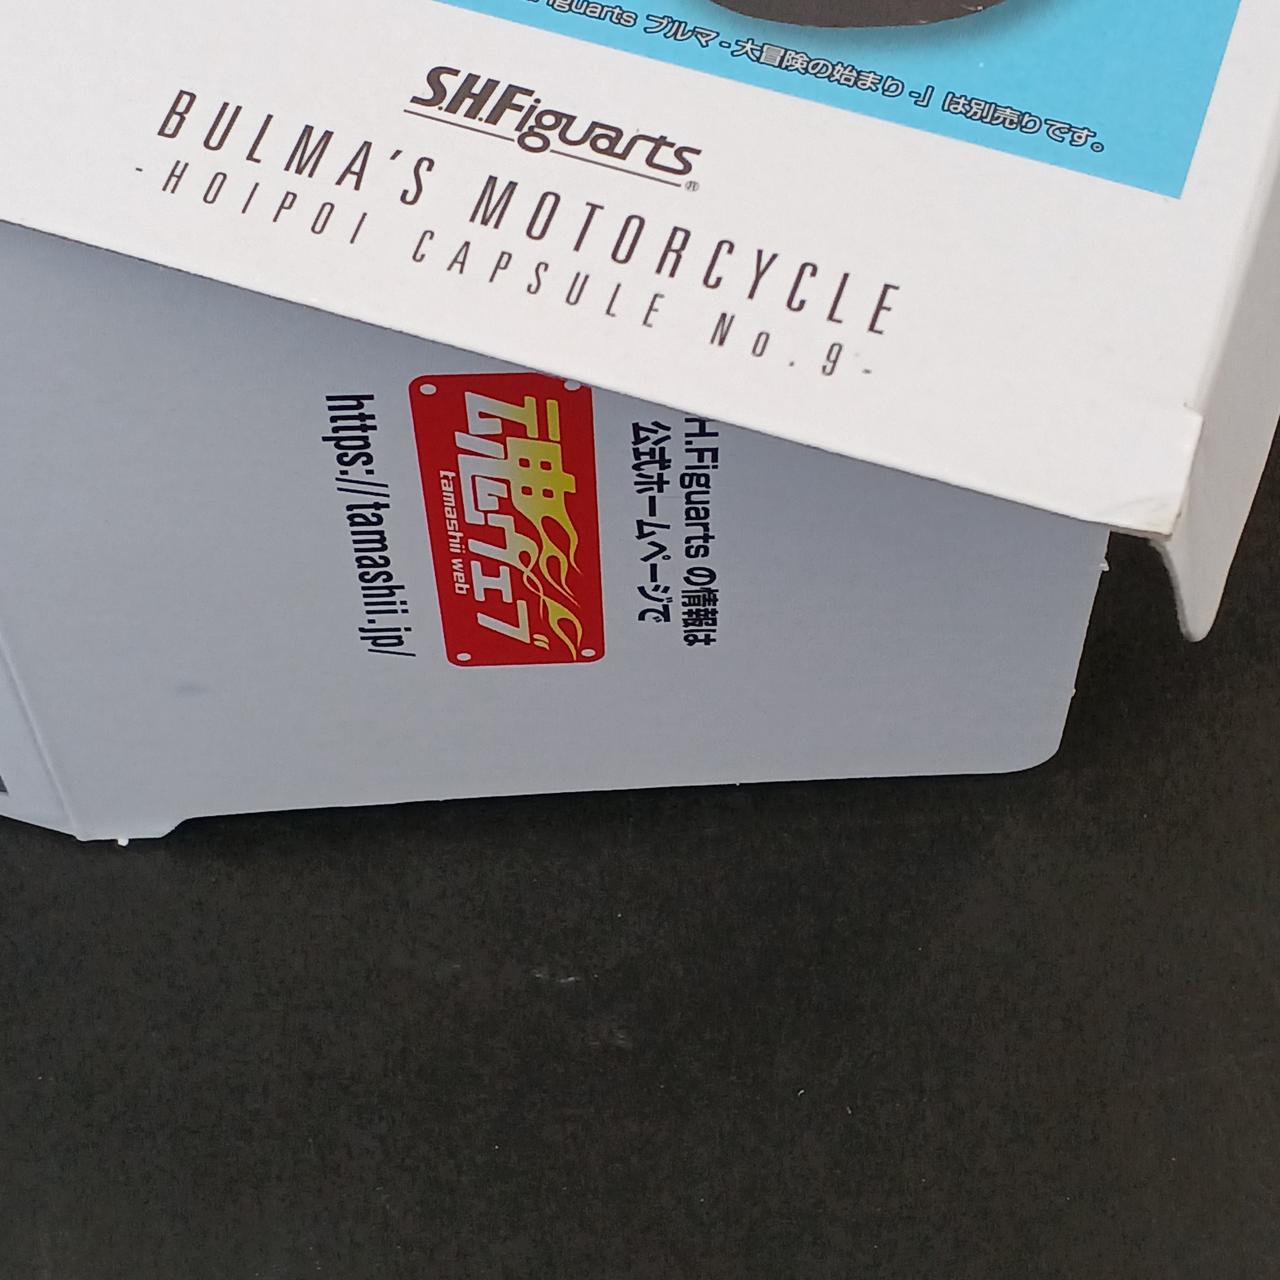 Figuarts ブルマ-大冒険の始まり-」は別売りです。
S.H.Figuarts®
BULMA'S MOTORCYCLE
-HOIPOI CAPSULE No.9-
H.Figuarts の情報は
公式ホームページで
魂ウェブ
tamashii web
https://tamashii.jp/